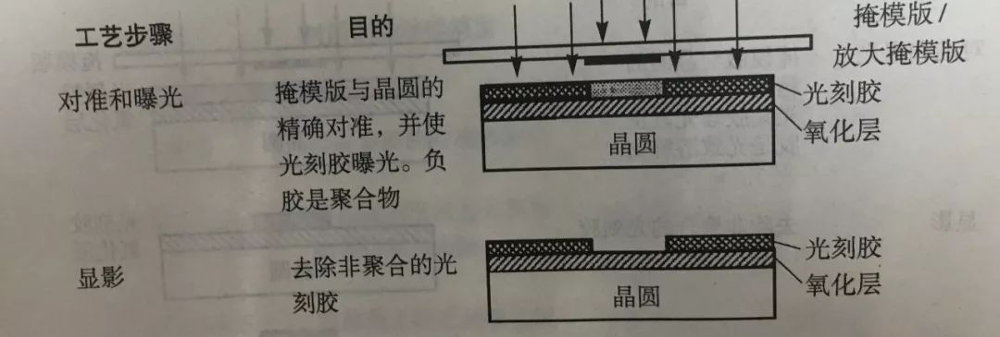 工艺步骤
目的
掩模版/
放大掩模版
对准和曝光
掩模版与晶圆的
精确对准，并使
光刻胶曝光。负
胶是聚合物
光刻胶
氧化层
晶圆
显影
去除非聚合的光
刻胶
光刻胶
氧化层
晶圆